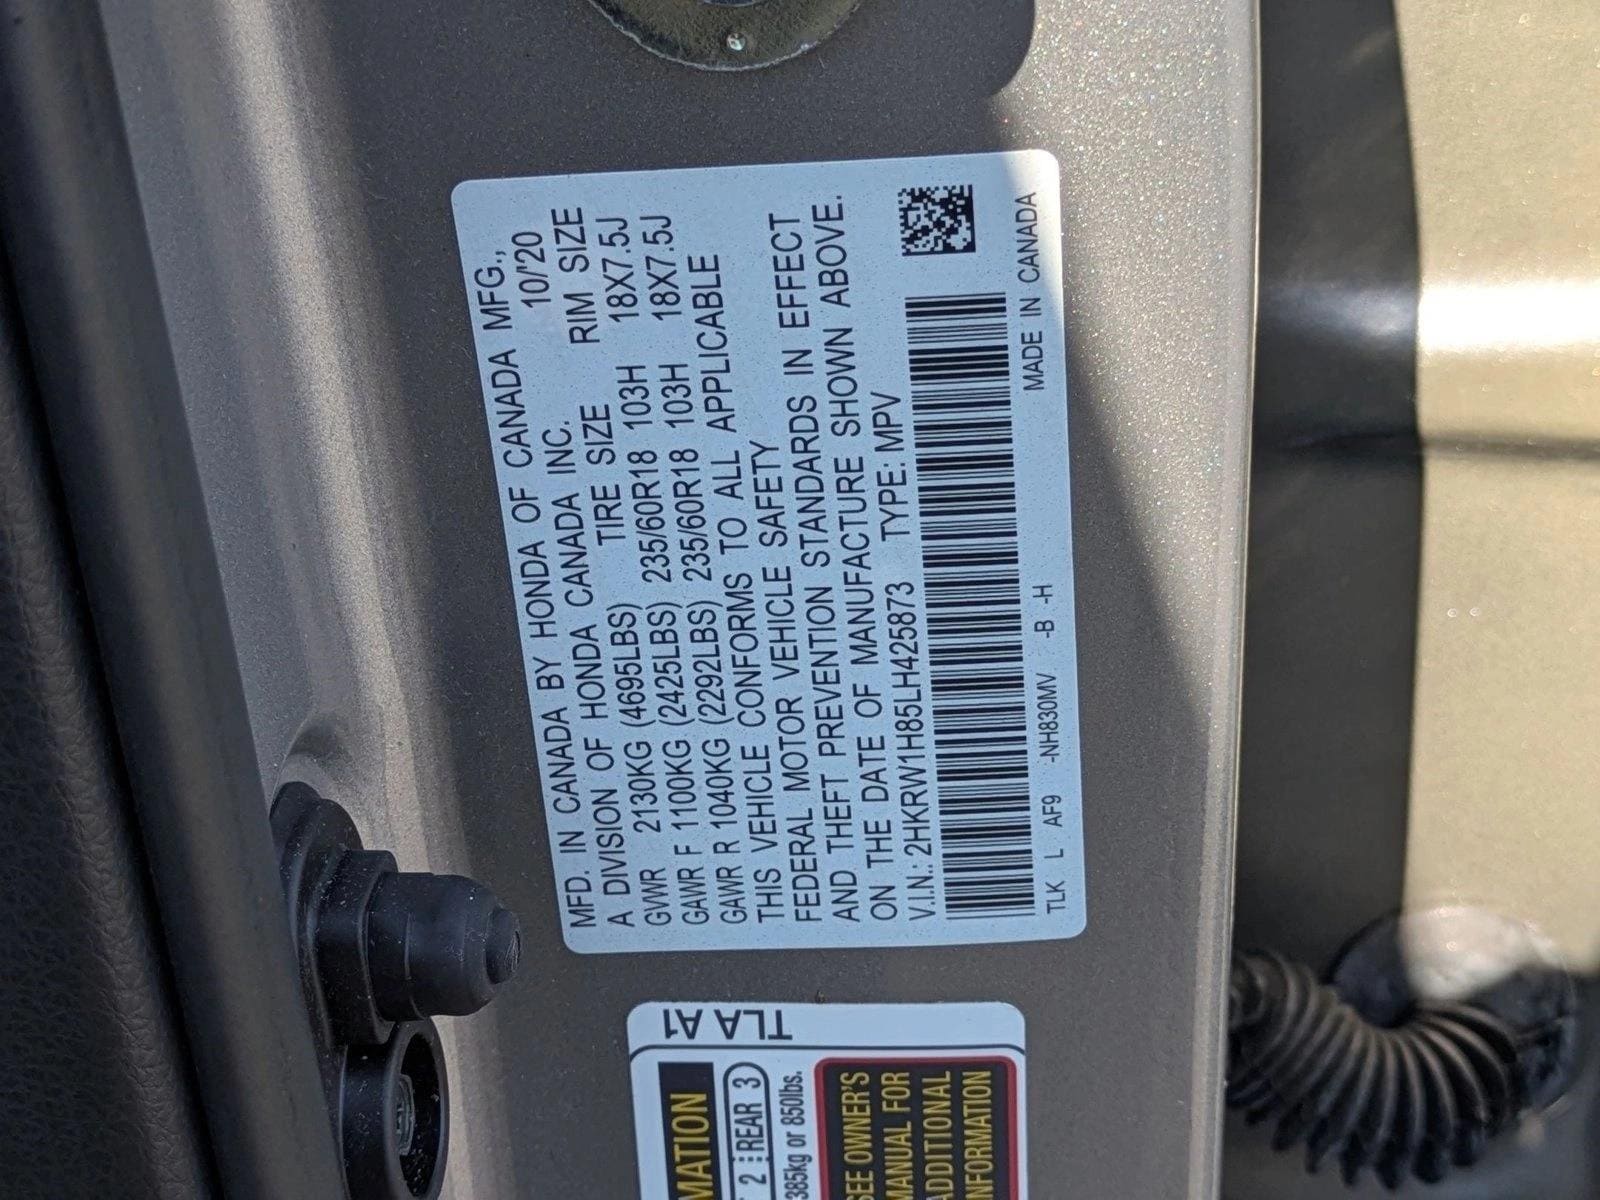 MFD. IN CANADA BY HONDA OF CANADA MFG.,
A DIVISION OF HONDA CANADA INC. 10/'20
GVWR 2130KG (4695LBS) TIRE SIZE RIM SIZE
GAWR F 1100KG (2425LBS) 235/60R18 103H 18X7.5J
GAWR R 1040KG (2292LBS) 235/60R18 103H 18X7.5J
THIS VEHICLE CONFORMS TO ALL APPLICABLE
FEDERAL MOTOR VEHICLE SAFETY
AND THEFT PREVENTION STANDARDS IN EFFECT
ON THE DATE OF MANUFACTURE SHOWN ABOVE.
V.I.N.: 2HKRW1H85LH425873 TYPE: MPV
TLK L AF9 -NH830MV -B -H MADE IN CANADA
TLA A1
MATION
2 REAR 3
385kg or 850lbs.
SEE OWNER'S
MANUAL FOR
ADDITIONAL
INFORMATION